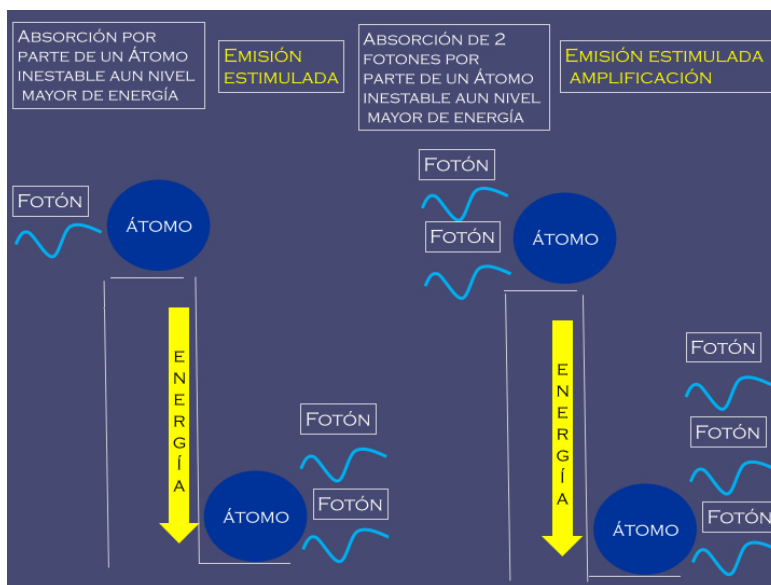 ABSORCIÓN POR
PARTE DE UN ÁTOMO
INESTABLE AUN NIVEL
MAYOR DE ENERGÍA
EMISIÓN
ESTIMULADA
ABSORCIÓN DE 2
FOTONES POR
PARTE DE UN ÁTOMO
INESTABLE AUN NIVEL
MAYOR DE ENERGÍA
EMISIÓN ESTIMULADA
AMPLIFICACIÓN
FOTÓN
ÁTOMO
ENERGÍA
FOTÓN
FOTÓN
ÁTOMO
FOTÓN
FOTÓN
ÁTOMO
ENERGÍA
FOTÓN
FOTÓN
FOTÓN
ÁTOMO